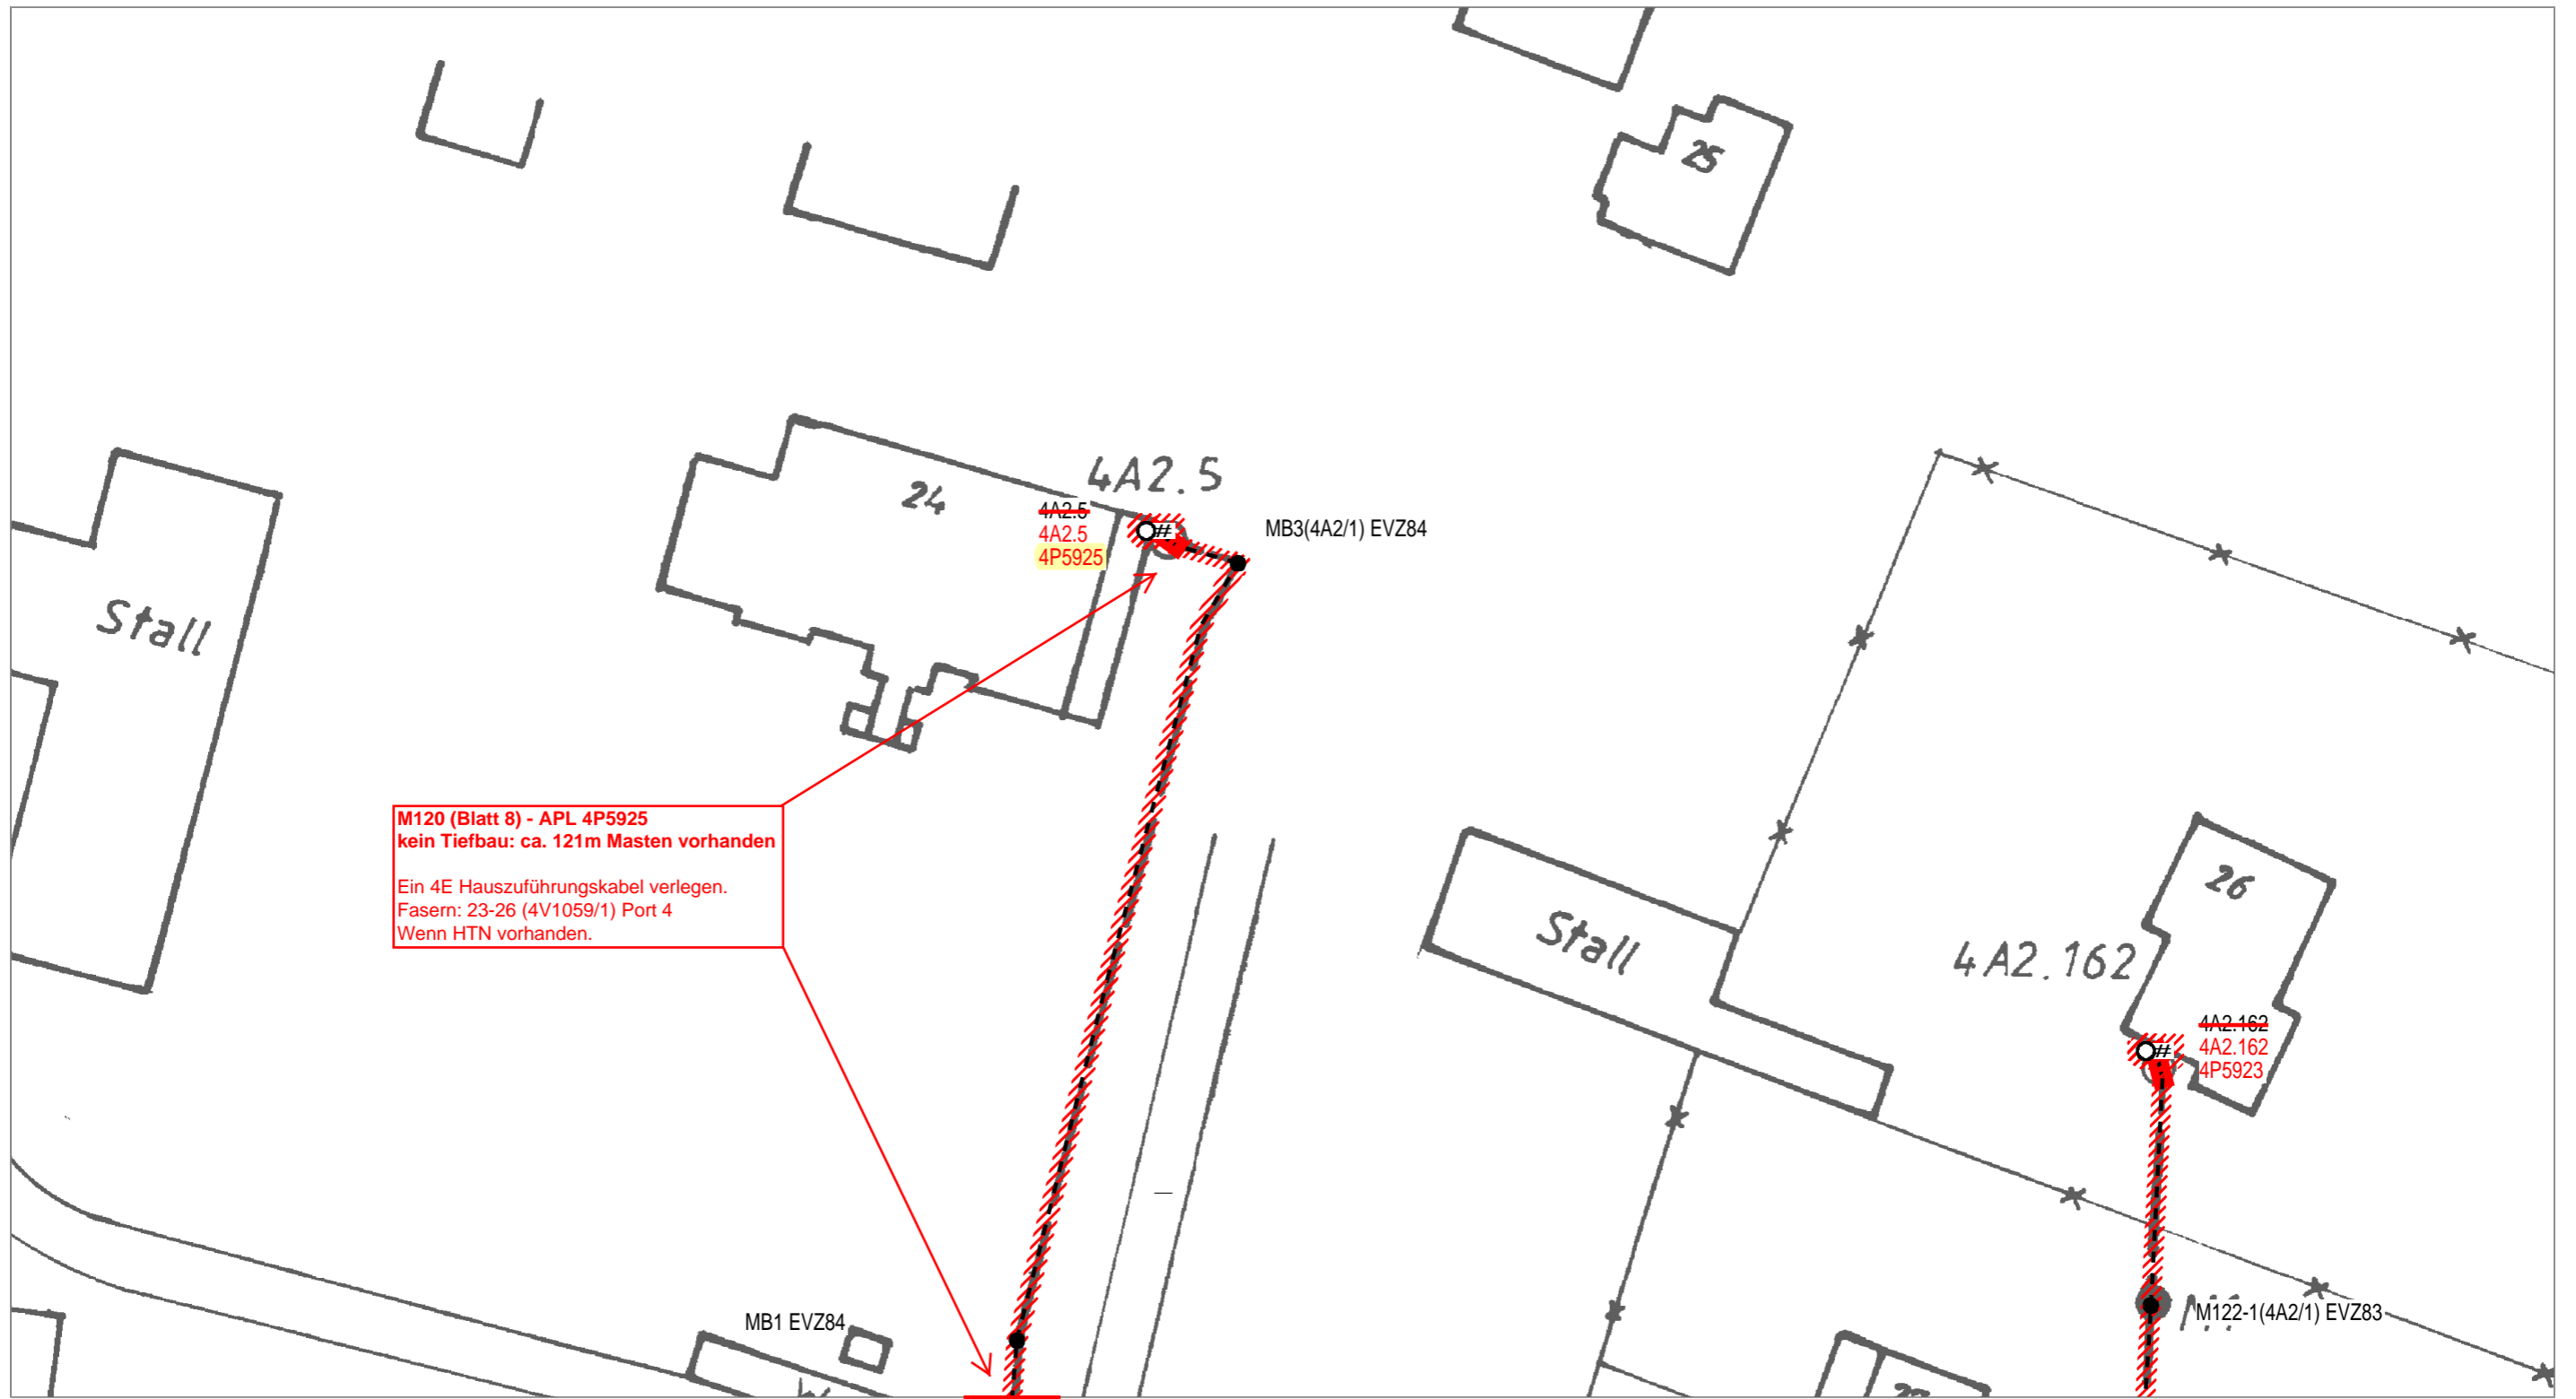 25
4A2.5
24
4A2.5
4A2.5
4P5925
#
MB3(4A2/1) EVZ84
Stall
M120 (Blatt 8) - APL 4P5925
kein Tiefbau: ca. 121m Masten vorhanden
Ein 4E Hauszuführungskabel verlegen.
Fasern: 23-26 (4V1059/1) Port 4
Wenn HTN vorhanden.
26
Stall
4A2.162
4A2.162
4A2.162
4P5923
#
MB1 EVZ84
M122-1(4A2/1) EVZ83